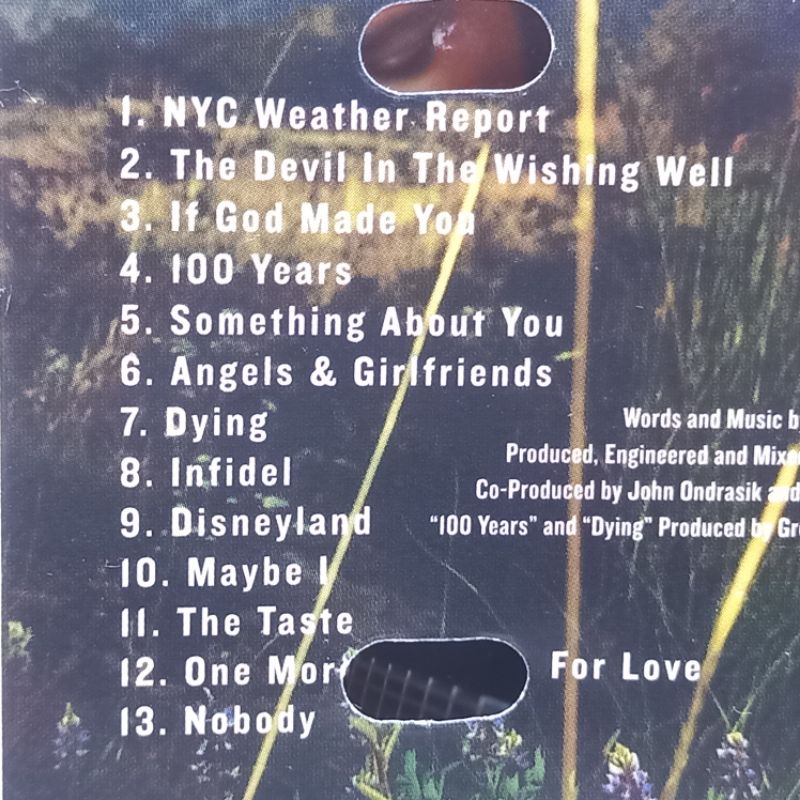 1. NYC Weather Report
2. The Devil In The Wishing Well
3. If God Made You
4. 100 Years
5. Something About You
6. Angels & Girlfriends
7. Dying
8. Infidel
9. Disneyland
10. Maybe I
11. The Taste
12. One Mor For Love
13. Nobody
Words and Music b
Produced, Engineered and Mixe
Co-Produced by John Ondrasik and
"100 Years" and "Dying" Produced by Gr